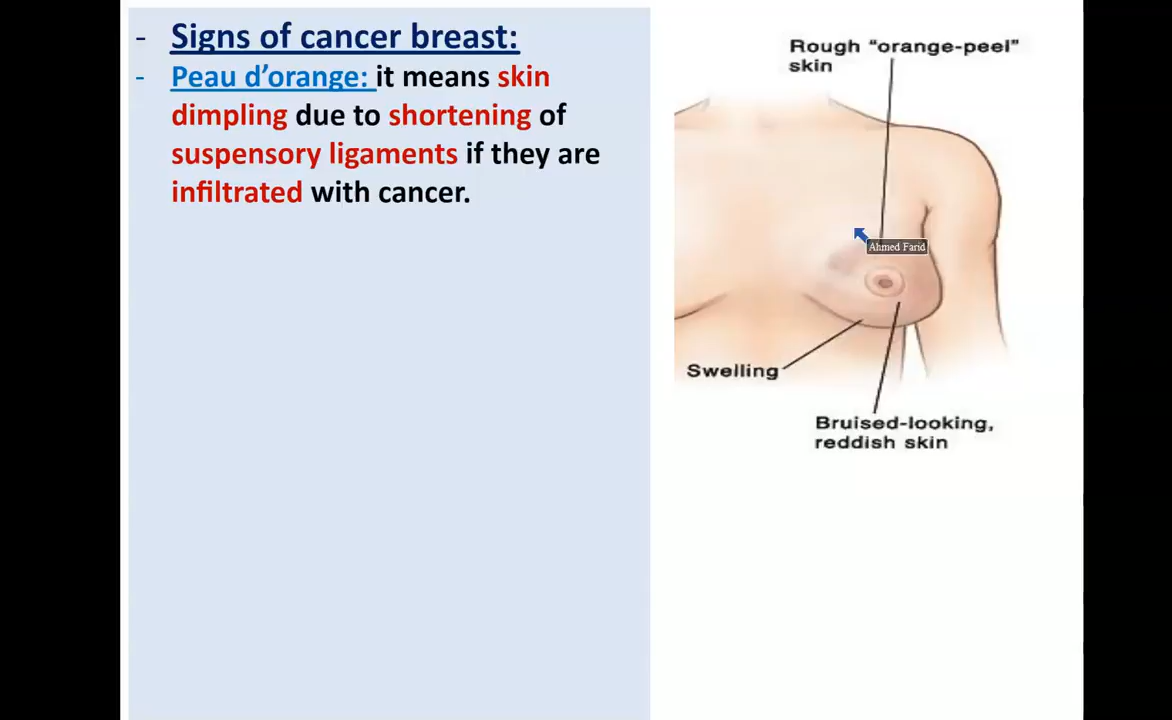 - Signs of cancer breast:
- Peau d’orange: it means skin
dimpling due to shortening of
suspensory ligaments if they are
infiltrated with cancer.
Rough “orange-peel”
skin
Ahmed Farid
Swelling
Bruised-looking,
reddish skin